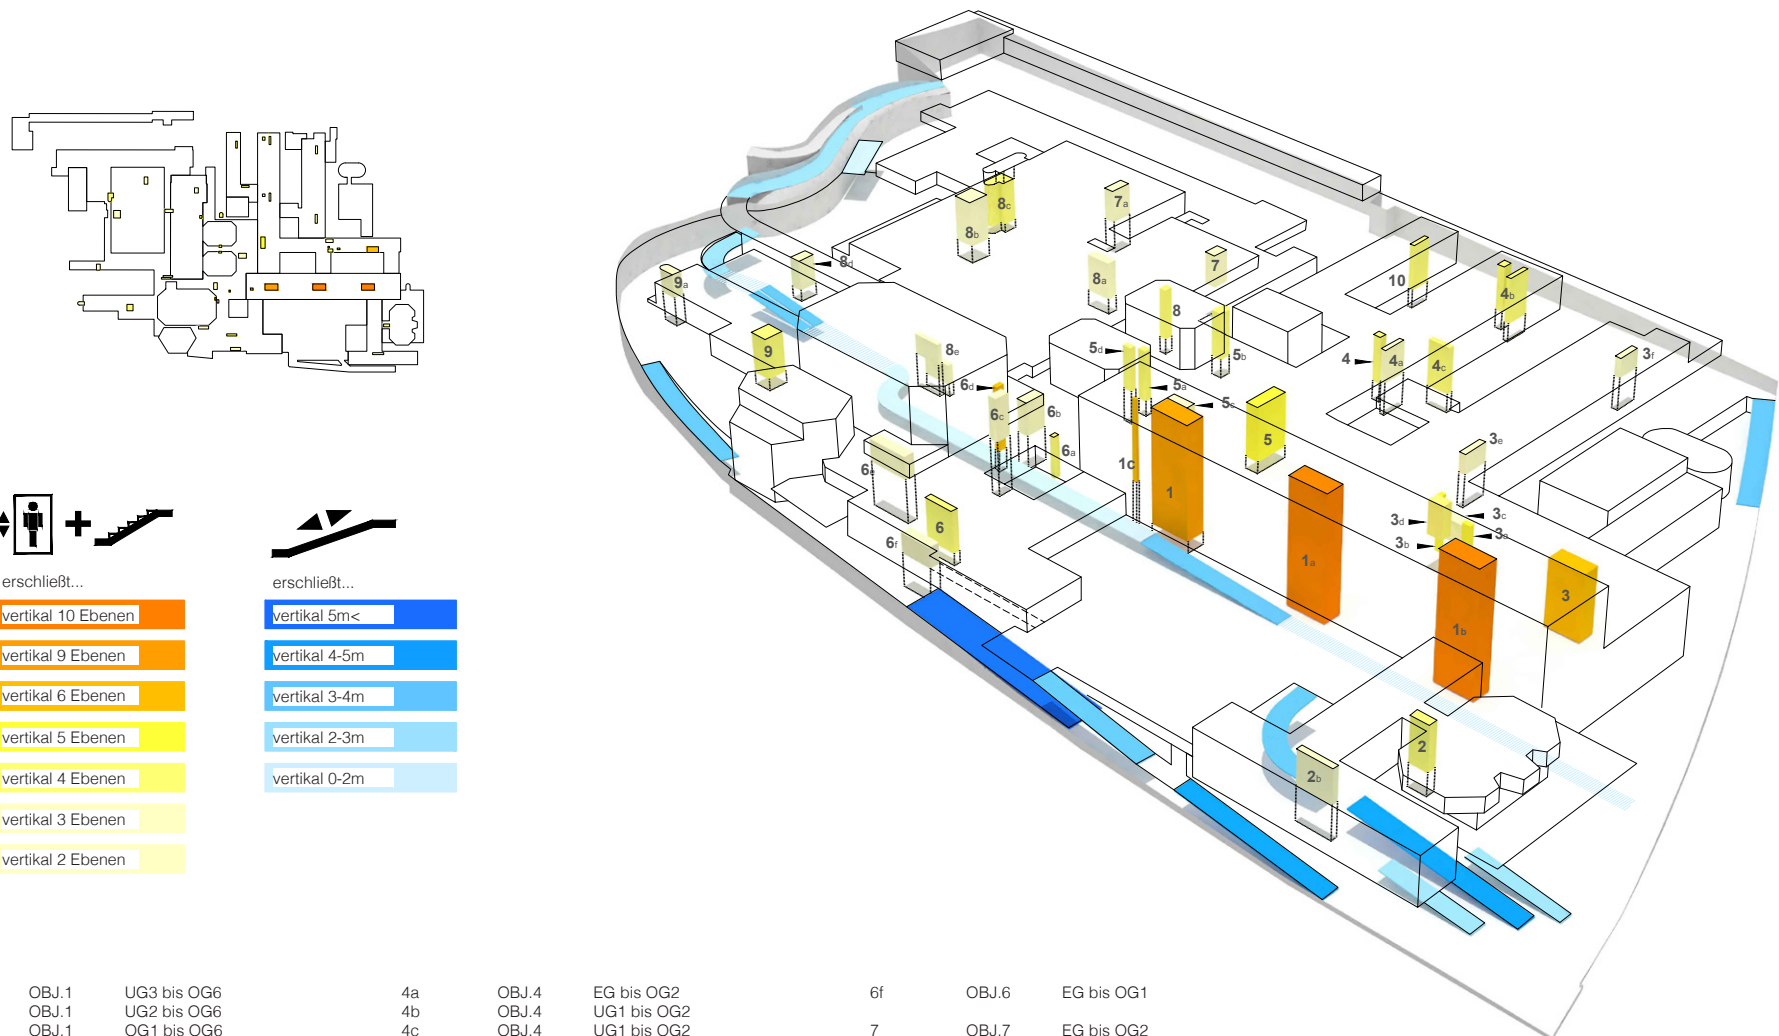 7a
8c
8b
8d
9a
8a
7
10
4b
8
5d
5b
9
8e
6d
5a
4
4a
4c
3f
5c
6c
6b
5
6a
3e
1c
6e
1
3c
3d
3a
3b
6
6f
1a
1b
3
2
2b
erschließt...
vertikal 10 Ebenen
vertikal 9 Ebenen
vertikal 6 Ebenen
vertikal 5 Ebenen
vertikal 4 Ebenen
vertikal 3 Ebenen
vertikal 2 Ebenen
erschließt...
vertikal 5m<
vertikal 4-5m
vertikal 3-4m
vertikal 2-3m
vertikal 0-2m
OBJ.1 UG3 bis OG6 4a OBJ.4 EG bis OG2 6f OBJ.6 EG bis OG1
OBJ.1 UG2 bis OG6 4b OBJ.4 UG1 bis OG2
OBJ.1 OG1 bis OG6 4c OBJ.4 UG1 bis OG2 7 OBJ.7 EG bis OG2